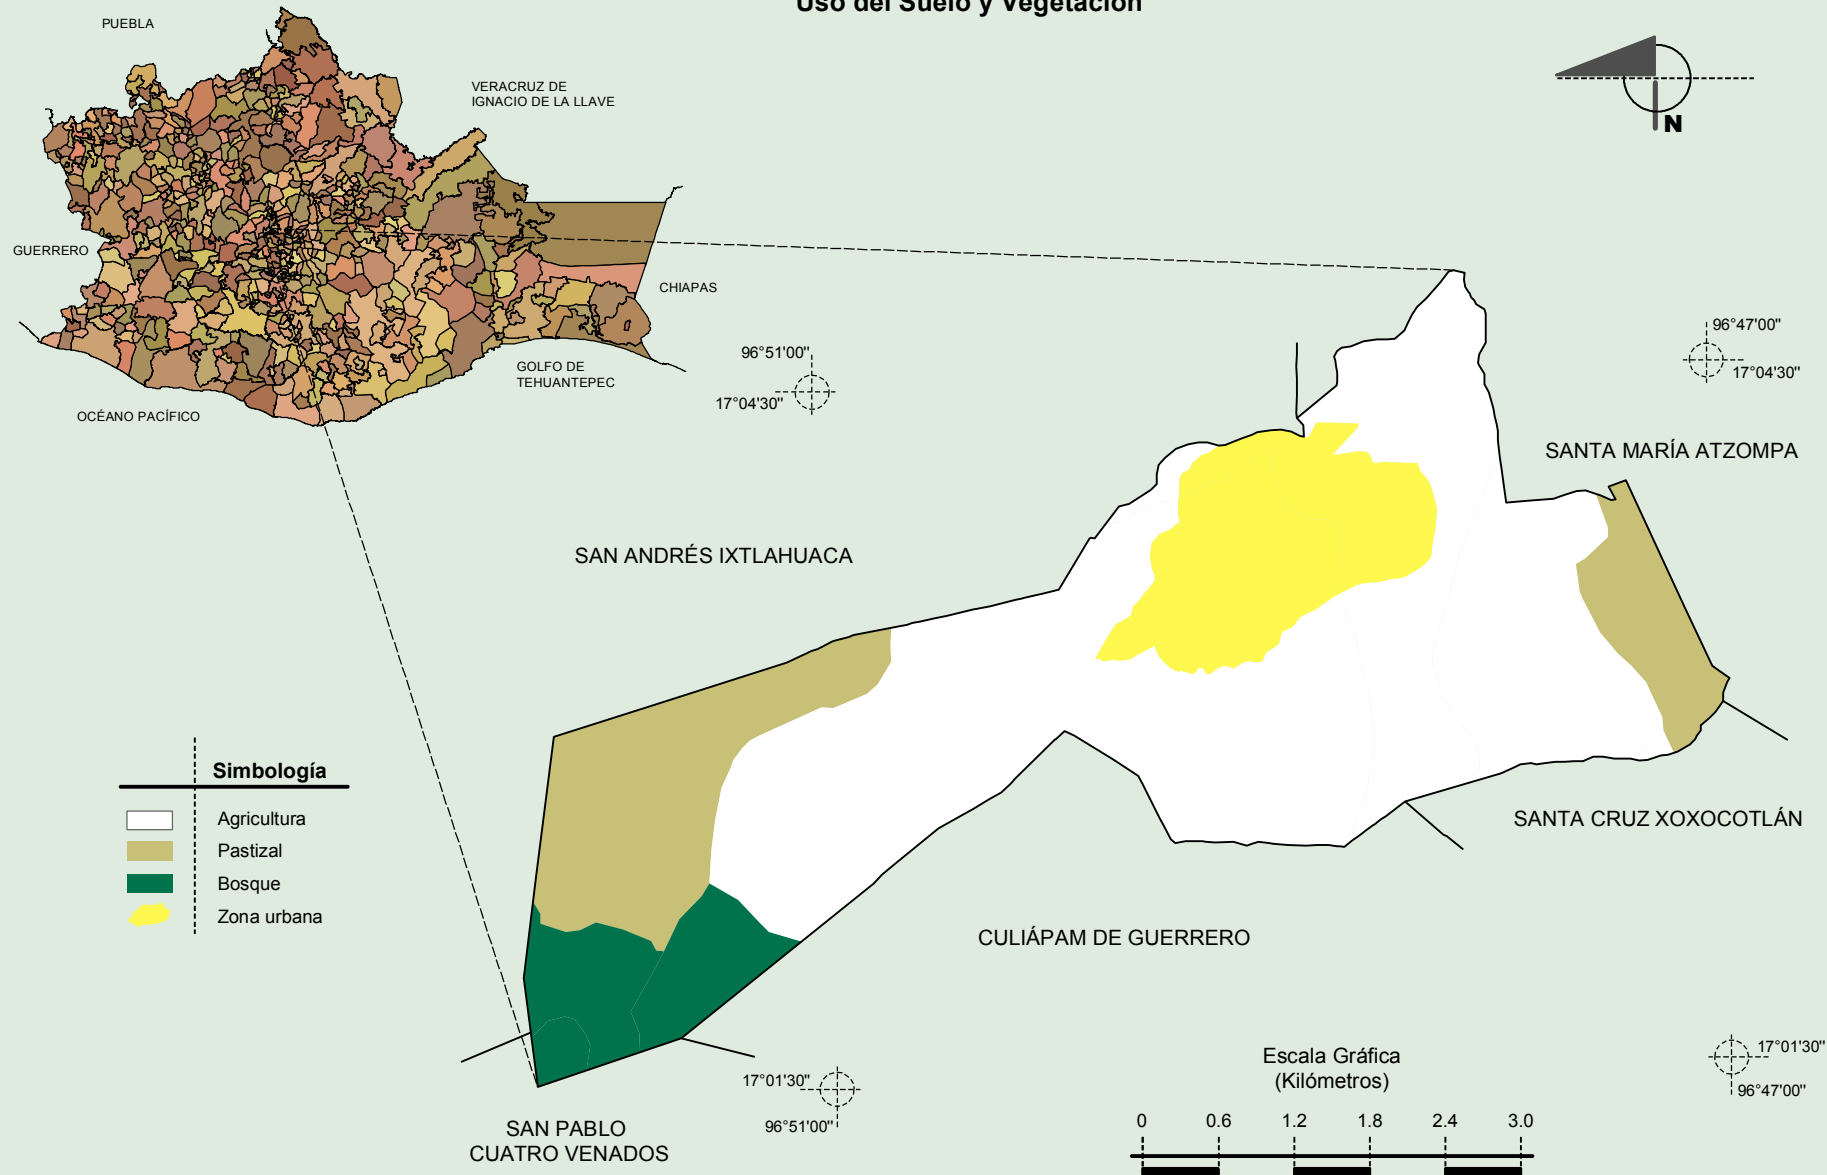 Uso del Suelo y Vegetación
PUEBLA
VERACRUZ DE
IGNACIO DE LA LLAVE
N
GUERRERO
CHIAPAS
GOLFO DE
TEHUANTEPEC
OCÉANO PACÍFICO
96°51'00"
17°04'30"
96°47'00"
17°04'30"
SANTA MARÍA ATZOMPA
SAN ANDRÉS IXTLAHUACA
Simbología
Agricultura
Pastizal
Bosque
Zona urbana
SANTA CRUZ XOXOCOTLÁN
CULIÁPAM DE GUERRERO
17°01'30"
96°51'00"
17°01'30"
96°47'00"
SAN PABLO
CUATRO VENADOS
Escala Gráfica
(Kilómetros)
0 0.6 1.2 1.8 2.4 3.0